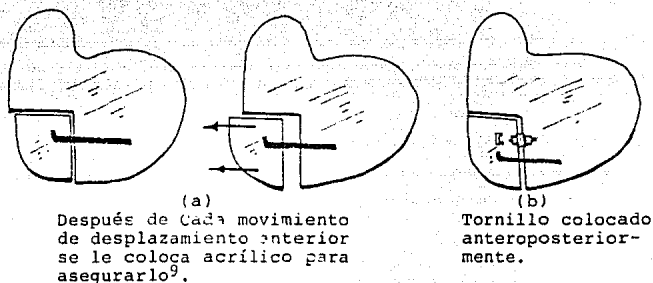 (a)
Después de Cada movimiento
de desplazamiento anterior
se le coloca acrílico para
asegurarlo⁹.
(b)
Tornillo colocado
anteroposterior-
mente.